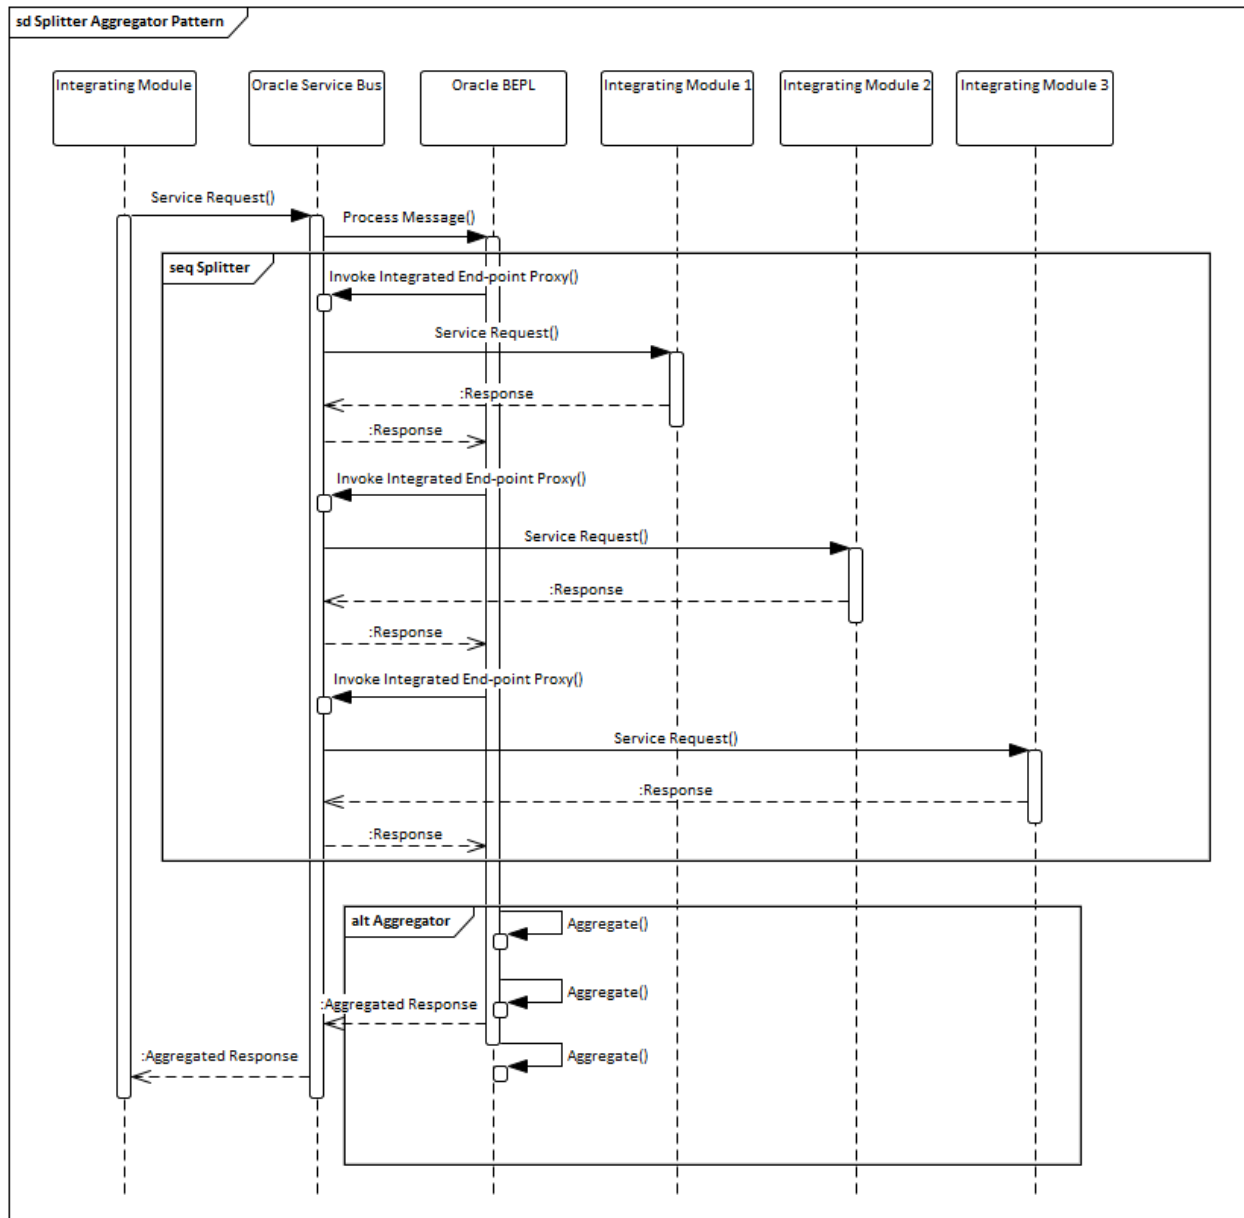 sd Splitter Aggregator Pattern
Integrating Module
Oracle Service Bus
Oracle BEPL
Integrating Module 1
Integrating Module 2
Integrating Module 3
Service Request()
Process Message()
seq Splitter
Invoke Integrated End-point Proxy()
Service Request()
:Response
:Response
Invoke Integrated End-point Proxy()
Service Request()
:Response
:Response
Invoke Integrated End-point Proxy()
Service Request()
:Response
:Response
alt Aggregator
Aggregate()
Aggregate()
:Aggregated Response
:Aggregated Response
Aggregate()